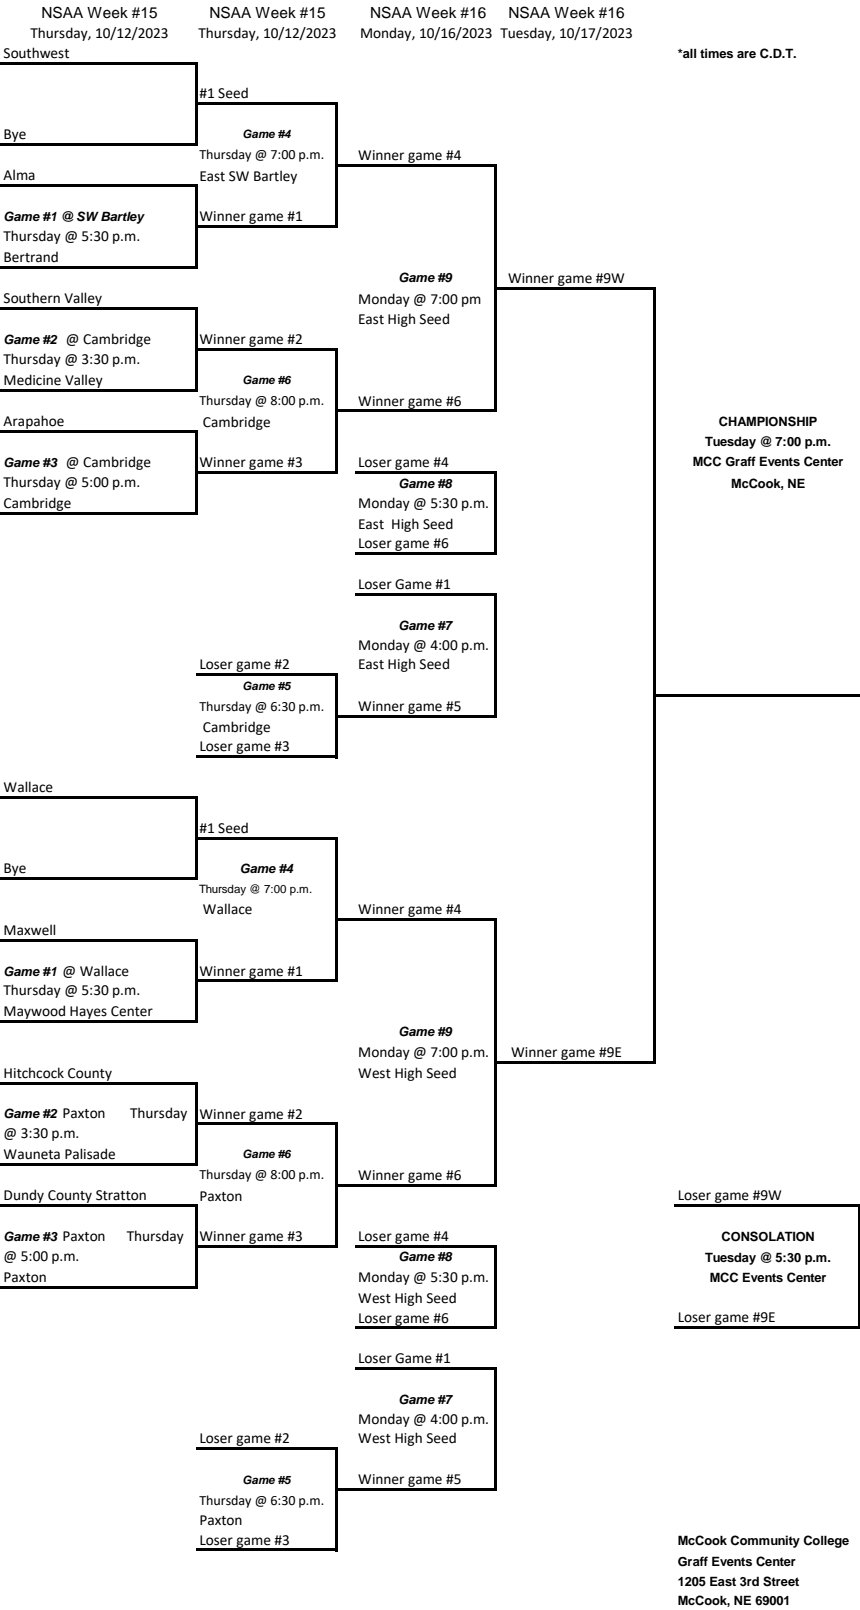 NSAA Week #15 NSAA Week #15 NSAA Week #16 NSAA Week #16
Thursday, 10/12/2023 Thursday, 10/12/2023 Monday, 10/16/2023 Tuesday, 10/17/2023
Southwest
*all times are C.D.T.
#1 Seed
Bye
Game #4
Thursday @ 7:00 p.m.
East SW Bartley
Winner game #4
Alma
Game #1 @ SW Bartley
Thursday @ 5:30 p.m.
Bertrand
Winner game #1
Game #9
Monday @ 7:00 pm
East High Seed
Winner game #9W
Southern Valley
Game #2 @ Cambridge
Thursday @ 3:30 p.m.
Medicine Valley
Winner game #2
Game #6
Thursday @ 8:00 p.m.
Cambridge
Winner game #6
Arapahoe
Game #3 @ Cambridge
Thursday @ 5:00 p.m.
Cambridge
Winner game #3
CHAMPIONSHIP
Tuesday @ 7:00 p.m.
MCC Graff Events Center
McCook, NE
Loser game #4
Game #8
Monday @ 5:30 p.m.
East High Seed
Loser game #6
Loser Game #1
Game #7
Monday @ 4:00 p.m.
East High Seed
Loser game #2
Game #5
Thursday @ 6:30 p.m.
Cambridge
Loser game #3
Winner game #5
Wallace
#1 Seed
Bye
Game #4
Thursday @ 7:00 p.m.
Wallace
Winner game #4
Maxwell
Game #1 @ Wallace
Thursday @ 5:30 p.m.
Maywood Hayes Center
Winner game #1
Game #9
Monday @ 7:00 p.m.
West High Seed
Winner game #9E
Hitchcock County
Game #2 Paxton Thursday
@ 3:30 p.m.
Wauneta Palisade
Winner game #2
Game #6
Thursday @ 8:00 p.m.
Paxton
Winner game #6
Dundy County Stratton
Game #3 Paxton Thursday
@ 5:00 p.m.
Paxton
Winner game #3
Loser game #4
Game #8
Monday @ 5:30 p.m.
West High Seed
Loser game #6
Loser game #9W
CONSOLATION
Tuesday @ 5:30 p.m.
MCC Events Center
Loser game #9E
Loser Game #1
Game #7
Monday @ 4:00 p.m.
West High Seed
Loser game #2
Game #5
Thursday @ 6:30 p.m.
Paxton
Loser game #3
Winner game #5
McCook Community College
Graff Events Center
1205 East 3rd Street
McCook, NE 69001